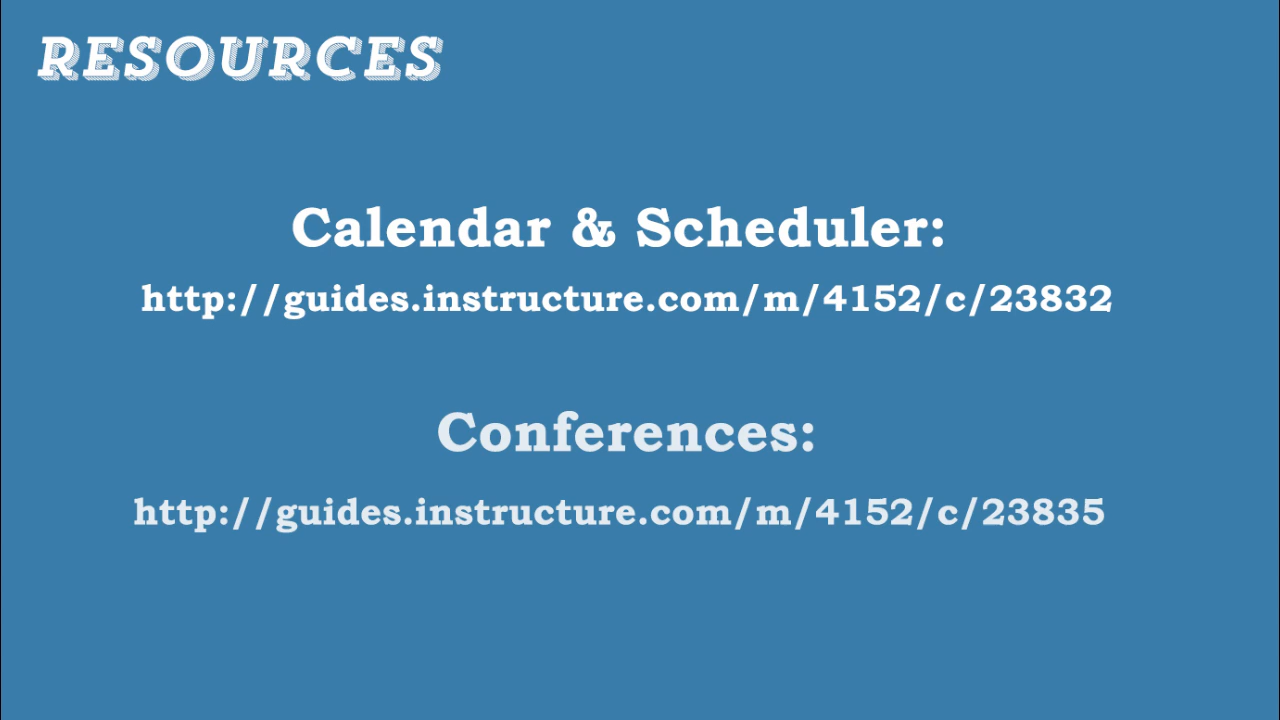 RESOURCES
Calendar & Scheduler:
http://guides.instructure.com/m/4152/c/23832
Conferences:
http://guides.instructure.com/m/4152/c/23835